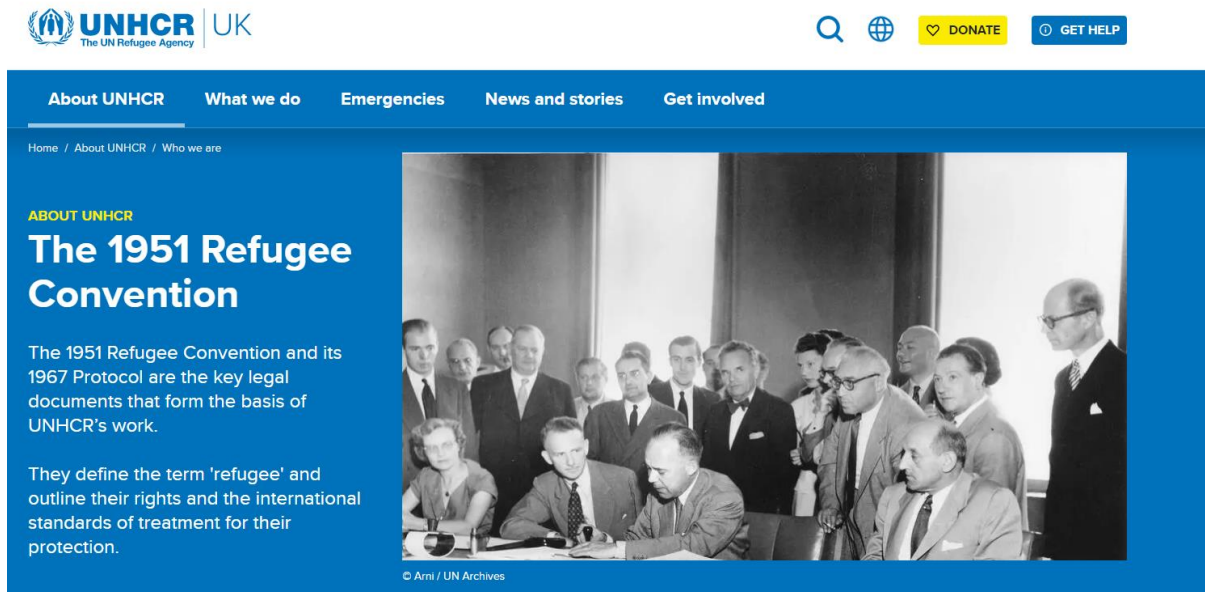 UNHCR
The UN Refugee Agency
UK
DONATE
GET HELP
About UNHCR
What we do
Emergencies
News and stories
Get involved
Home / About UNHCR / Who we are
ABOUT UNHCR
The 1951 Refugee
Convention
The 1951 Refugee Convention and its
1967 Protocol are the key legal
documents that form the basis of
UNHCR's work.
They define the term 'refugee' and
outline their rights and the international
standards of treatment for their
protection.
© Arni / UN Archives